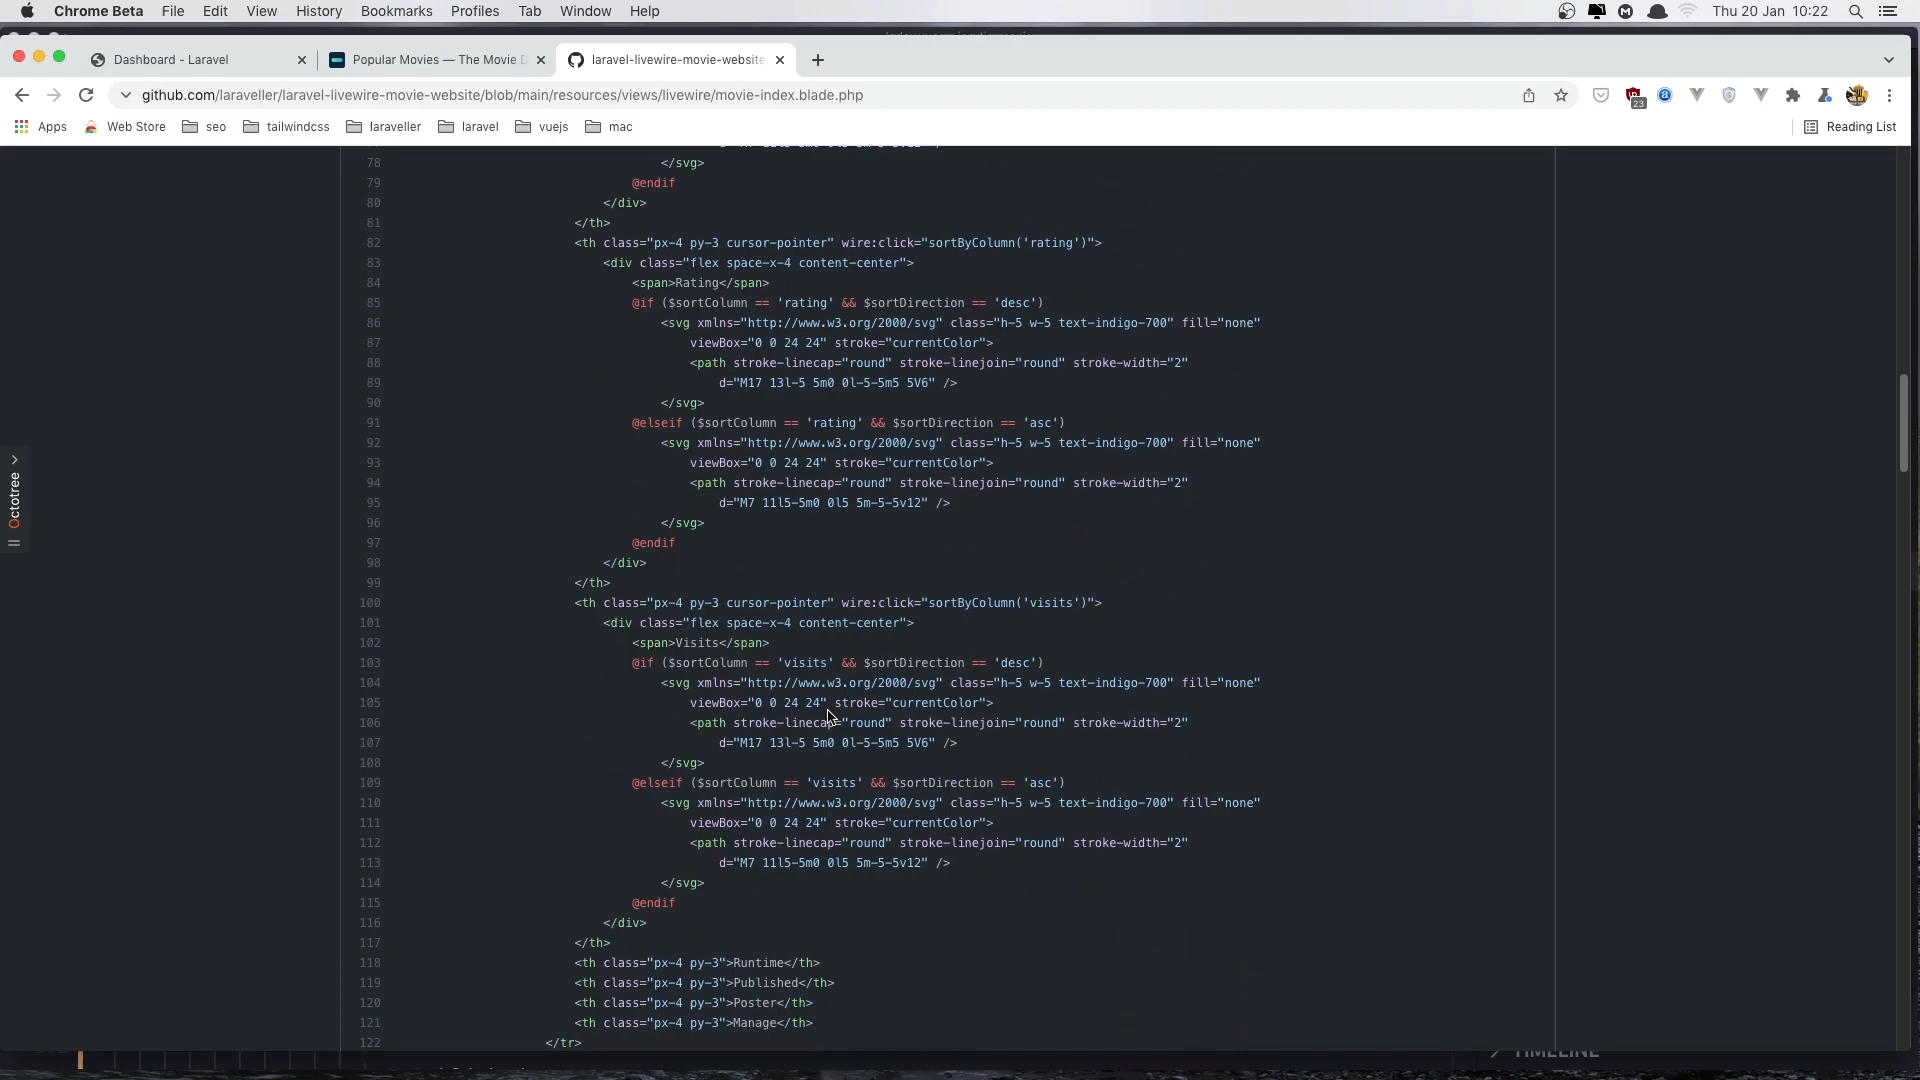 Chrome Beta File Edit View History Bookmarks Profiles Tab Window Help Thu 20 Jan 10:22
Dashboard - Laravel Popular Movies — The Movie D laravel-livewire-movie-website
github.com/laraveller/laravel-livewire-movie-website/blob/main/resources/views/livewire/movie-index.blade.php 23
Apps Web Store seo tailwindcss laraveller laravel vuejs mac Reading List
78 </svg>
79 @endif
80 </div>
81 </th>
82 <th class="px-4 py-3 cursor-pointer" wire:click="sortByColumn('rating')">
83 <div class="flex space-x-4 content-center">
84 <span>Rating</span>
85 @if ($sortColumn == 'rating' && $sortDirection == 'desc')
86 <svg xmlns="http://www.w3.org/2000/svg" class="h-5 w-5 text-indigo-700" fill="none"
87 viewBox="0 0 24 24" stroke="currentColor">
88 <path stroke-linecap="round" stroke-linejoin="round" stroke-width="2"
89 d="M17 13l-5 5m0 0l-5-5m5 5V6" />
90 </svg>
91 @elseif ($sortColumn == 'rating' && $sortDirection == 'asc')
92 <svg xmlns="http://www.w3.org/2000/svg" class="h-5 w-5 text-indigo-700" fill="none"
93 viewBox="0 0 24 24" stroke="currentColor">
94 <path stroke-linecap="round" stroke-linejoin="round" stroke-width="2"
95 d="M7 11l5-5m0 0l5 5m-5-5v12" />
96 </svg>
97 @endif
98 </div>
99 </th>
100 <th class="px-4 py-3 cursor-pointer" wire:click="sortByColumn('visits')">
101 <div class="flex space-x-4 content-center">
102 <span>Visits</span>
103 @if ($sortColumn == 'visits' && $sortDirection == 'desc')
104 <svg xmlns="http://www.w3.org/2000/svg" class="h-5 w-5 text-indigo-700" fill="none"
105 viewBox="0 0 24 24" stroke="currentColor">
106 <path stroke-linecap="round" stroke-linejoin="round" stroke-width="2"
107 d="M17 13l-5 5m0 0l-5-5m5 5V6" />
108 </svg>
109 @elseif ($sortColumn == 'visits' && $sortDirection == 'asc')
110 <svg xmlns="http://www.w3.org/2000/svg" class="h-5 w-5 text-indigo-700" fill="none"
111 viewBox="0 0 24 24" stroke="currentColor">
112 <path stroke-linecap="round" stroke-linejoin="round" stroke-width="2"
113 d="M7 11l5-5m0 0l5 5m-5-5v12" />
114 </svg>
115 @endif
116 </div>
117 </th>
118 <th class="px-4 py-3">Runtime</th>
119 <th class="px-4 py-3">Published</th>
120 <th class="px-4 py-3">Poster</th>
121 <th class="px-4 py-3">Manage</th>
122 </tr>
Octotree
TIMELINE